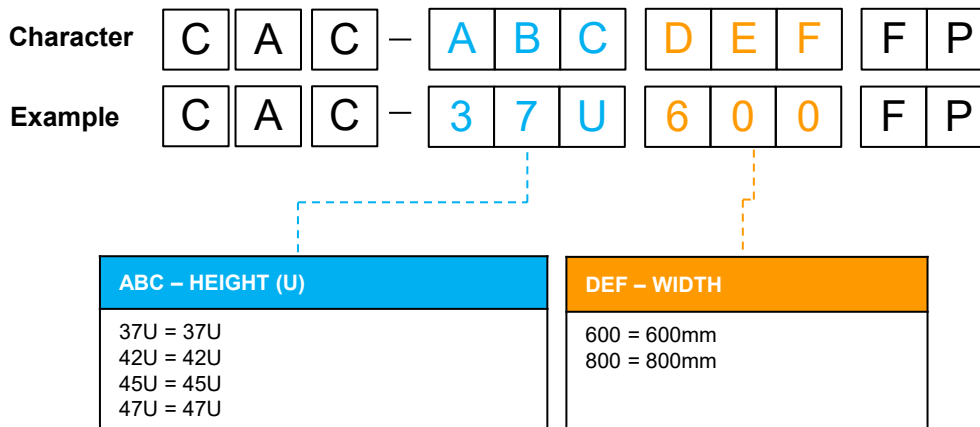 Character C A C – A B C D E F F P
Example C A C – 3 7 U 6 0 0 F P
ABC – HEIGHT (U)
37U = 37U
42U = 42U
45U = 45U
47U = 47U
DEF – WIDTH
600 = 600mm
800 = 800mm